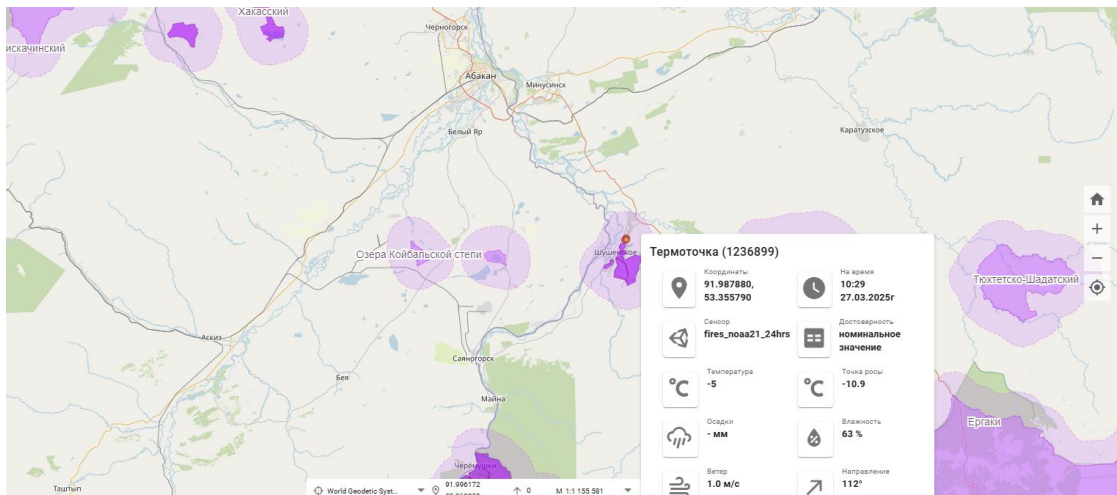 Хакасский
искачинский
Черногорск
Абакан
Минусинск
Белый Яр
Каратузское
Озера Койбальской степи
Шушенское
Тюхтетско-Шадатский
Аскиз
Саяногорск
Бея
Майна
Ергаки
Черёмушки
Таштып
Термоточка (1236899)
Координаты
91.987880,
53.355790
На время
10:29
27.03.2025г
Сенсор
fires_noaa21_24hrs
Достоверность
номинальное
значение
Температура
-5
Точка росы
-10.9
Осадки
- мм
Влажность
63 %
Ветер
1.0 м/с
Направление
112°
World Geodetic Syst...
91.996172
0
М 1:1 155 581